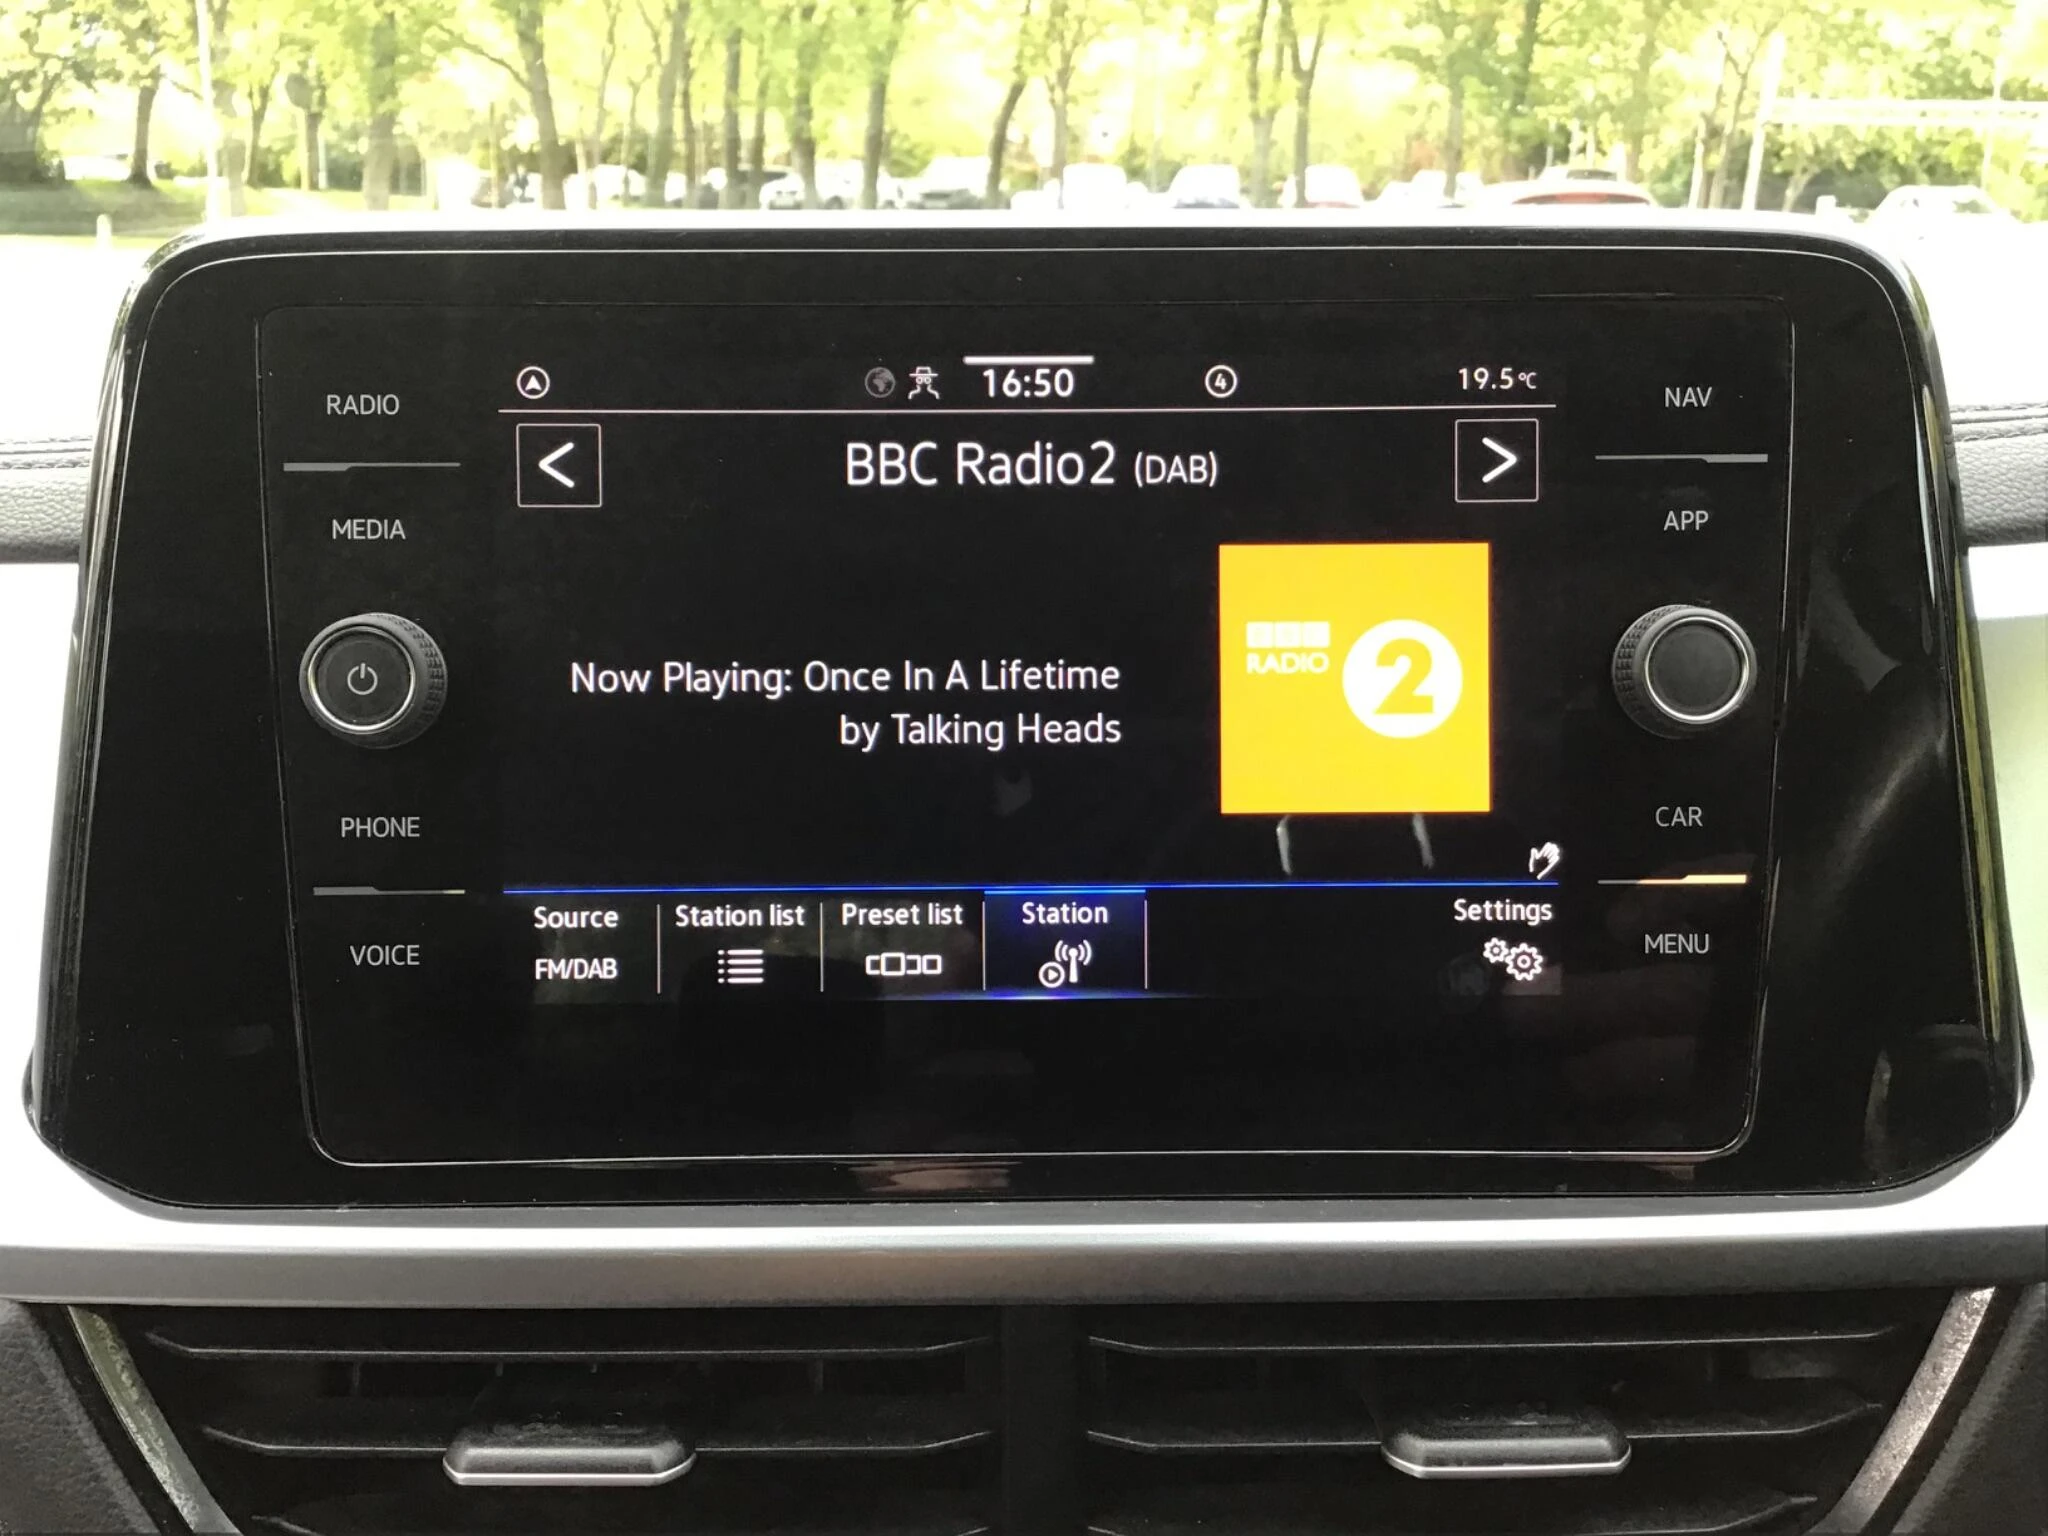 16:50
4
19.5°C
RADIO
NAV
< BBC Radio2 (DAB) >
MEDIA
APP
BBC
RADIO
2
Now Playing: Once In A Lifetime
by Talking Heads
PHONE
CAR
Source
Station list
Preset list
Station
Settings
FM/DAB
VOICE
MENU